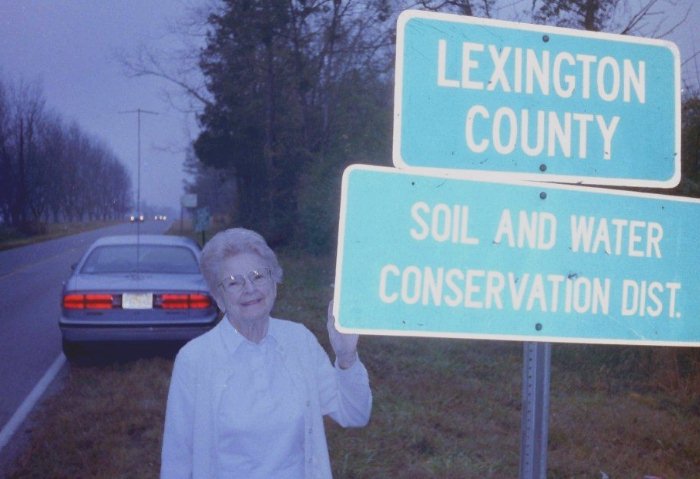 LEXINGTON
COUNTY
SOIL AND WATER
CONSERVATION DIST.